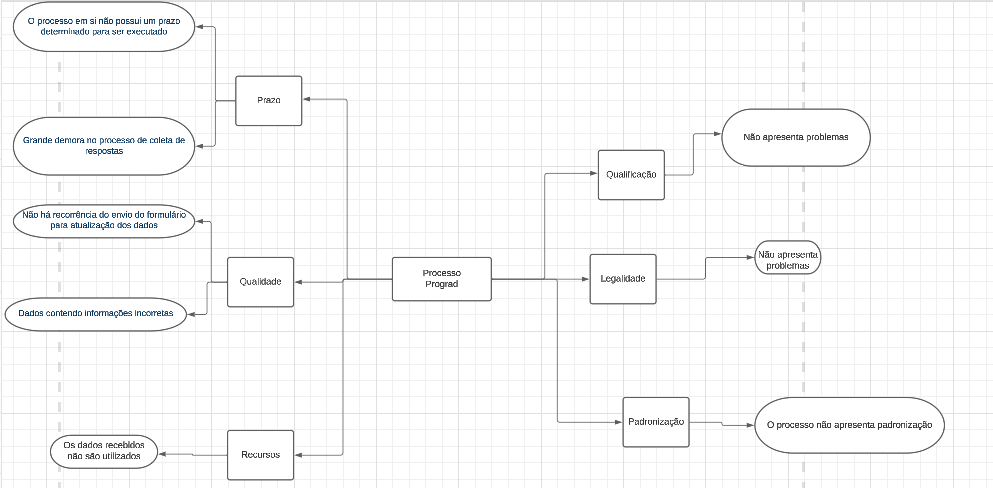 O processo em si não possui um prazo
determinado para ser executado
Prazo
Grande demora no processo de coleta de
respostas
Não apresenta problemas
Qualificação
Não há recorrência do envio do formulário
para atualização dos dados
Qualidade
Processo
Prograd
Legalidade
Não apresenta
problemas
Dados contendo informações incorretas
Padronização
O processo não apresenta padronização
Os dados recebidos
não são utilizados
Recursos